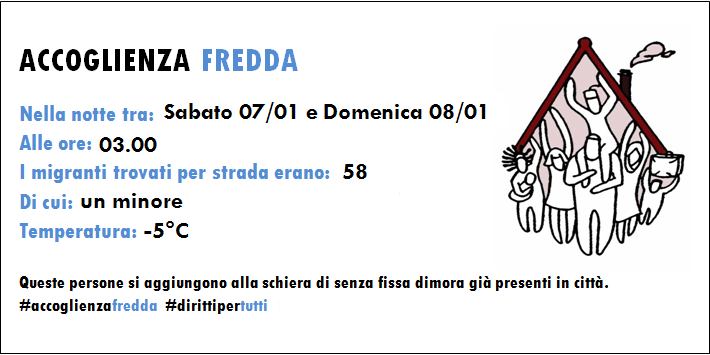 ACCOGLIENZA FREDDA
Nella notte tra: Sabato 07/01 e Domenica 08/01
Alle ore: 03.00
I migranti trovati per strada erano: 58
Di cui: un minore
Temperatura: -5°C
Queste persone si aggiungono alla schiera di senza fissa dimora già presenti in città.
#accoglienzafredda #dirittipertutti